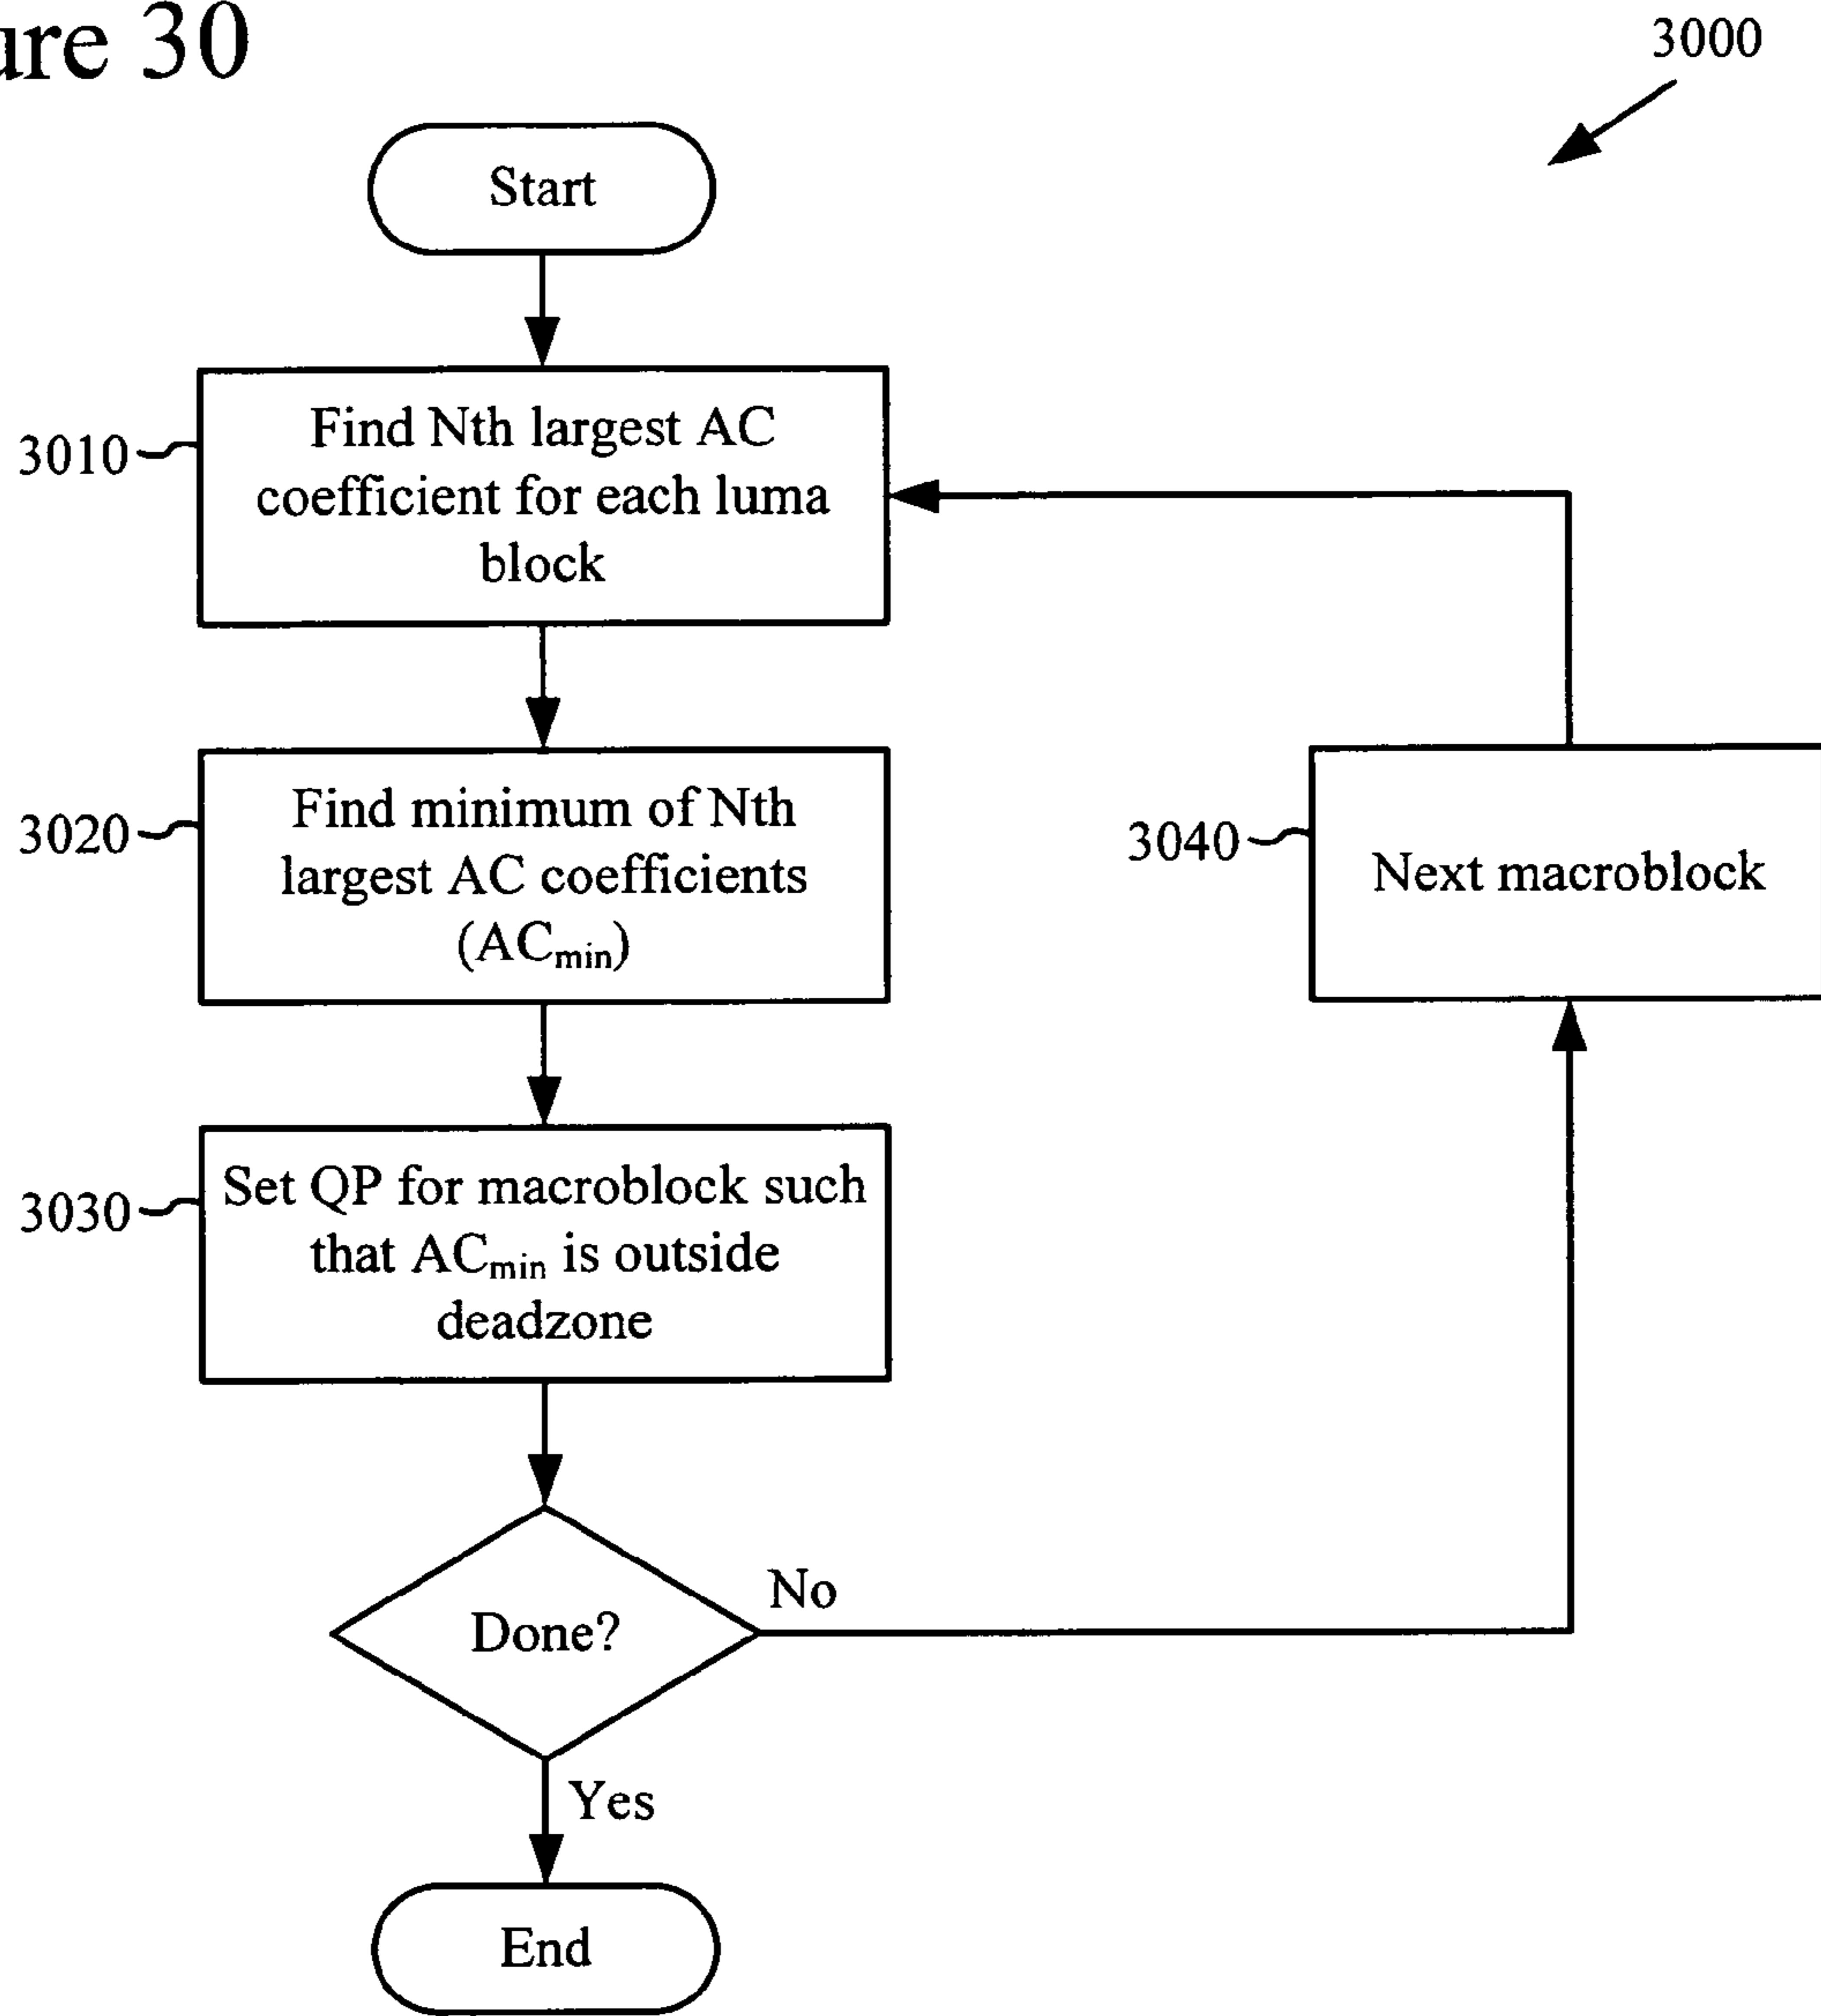 ure 30
3000
Start
3010
Find Nth largest AC
coefficient for each luma
block
3020
Find minimum of Nth
largest AC coefficients
(ACmin)
3040
Next macroblock
3030
Set QP for macroblock such
that ACmin is outside
deadzone
Done?
No
Yes
End